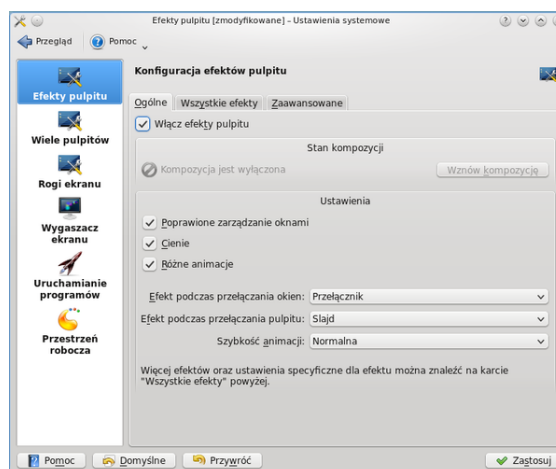 Efekty pulpitu [zmodyfikowane] – Ustawienia systemowe
Przegląd
Pomoc
Efekty pulpitu
Wiele pulpitów
Rogi ekranu
Wygaszacz
ekranu
Uruchamianie
programów
Przestrzeń
robocza
Konfiguracja efektów pulpitu
Ogólne
Wszystkie efekty
Zaawansowane
Włącz efekty pulpitu
Stan kompozycji
Kompozycja jest wyłączona
Wznów kompozycję
Ustawienia
Poprawione zarządzanie oknami
Cienie
Różne animacje
Efekt podczas przełączania okien: Przełącznik
Efekt podczas przełączania pulpitu: Slajd
Szybkość animacji: Normalna
Więcej efektów oraz ustawienia specyficzne dla efektu można znaleźć na karcie
"Wszystkie efekty" powyżej.
Pomoc
Domyślne
Przywróć
Zastosuj